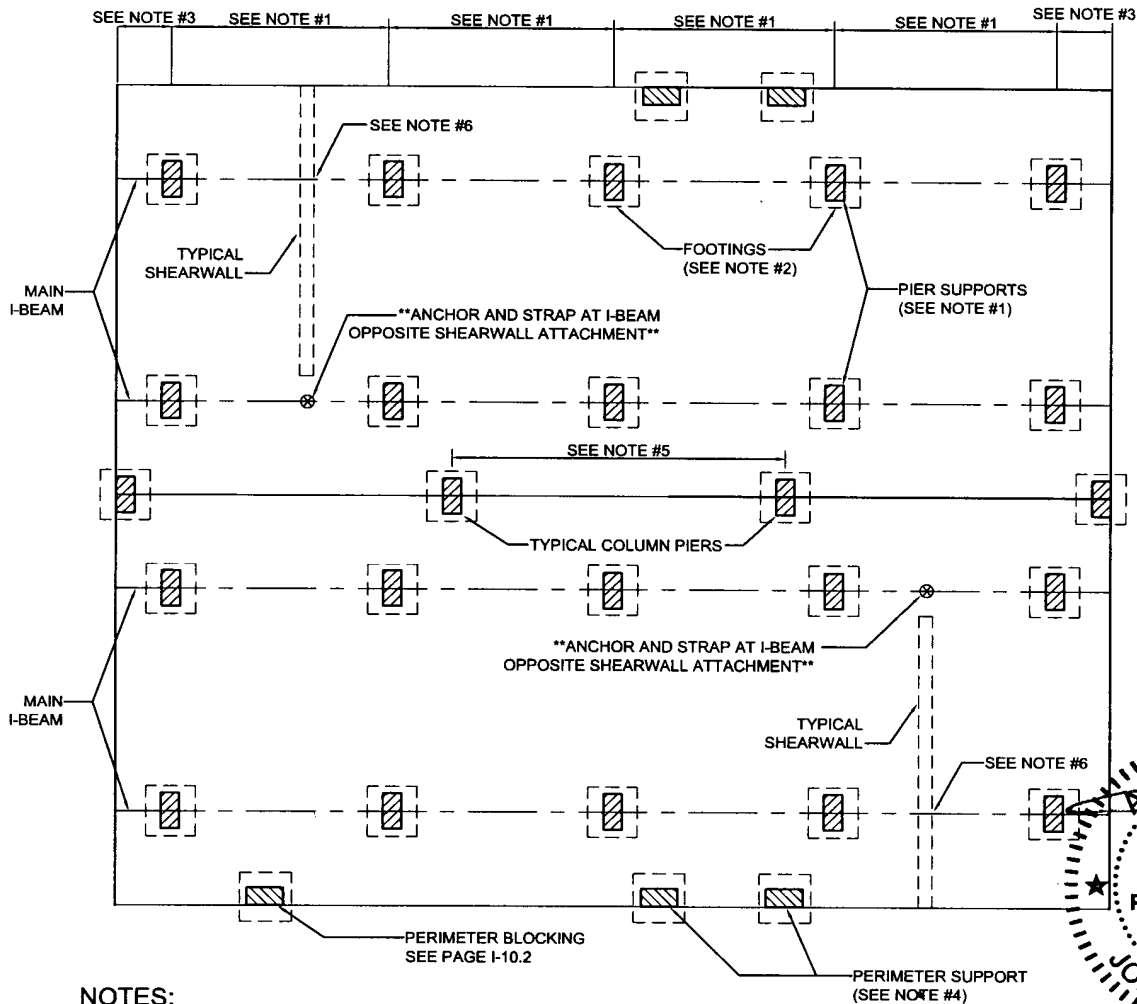 SEE NOTE #3
SEE NOTE #1
SEE NOTE #1
SEE NOTE #1
SEE NOTE #1
SEE NOTE #3
SEE NOTE #6
TYPICAL
SHEARWALL
FOOTINGS
(SEE NOTE #2)
MAIN
I-BEAM
PIER SUPPORTS
(SEE NOTE #1)
**ANCHOR AND STRAP AT I-BEAM
OPPOSITE SHEARWALL ATTACHMENT**
SEE NOTE #5
TYPICAL COLUMN PIERS
**ANCHOR AND STRAP AT I-BEAM
OPPOSITE SHEARWALL ATTACHMENT**
MAIN
I-BEAM
TYPICAL
SHEARWALL
SEE NOTE #6
PERIMETER BLOCKING
SEE PAGE I-10.2
PERIMETER SUPPORT
(SEE NOTE #4)
NOTES: